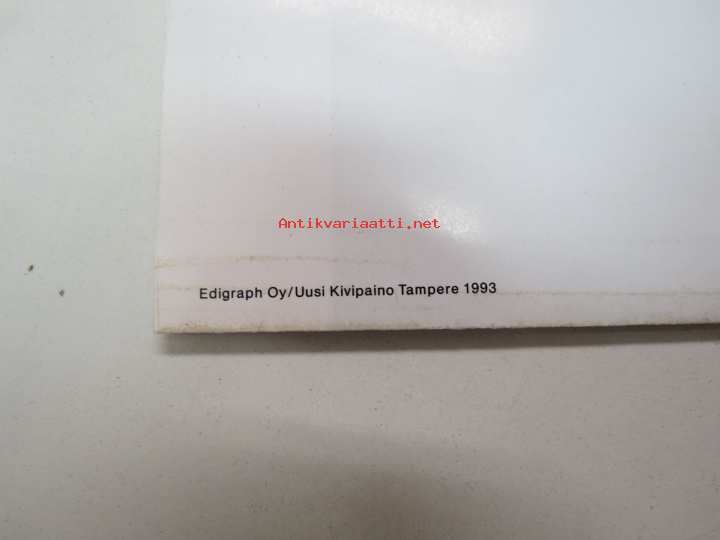 Antikvariaatti.net
Edigraph Oy/Uusi Kivipaino Tampere 1993